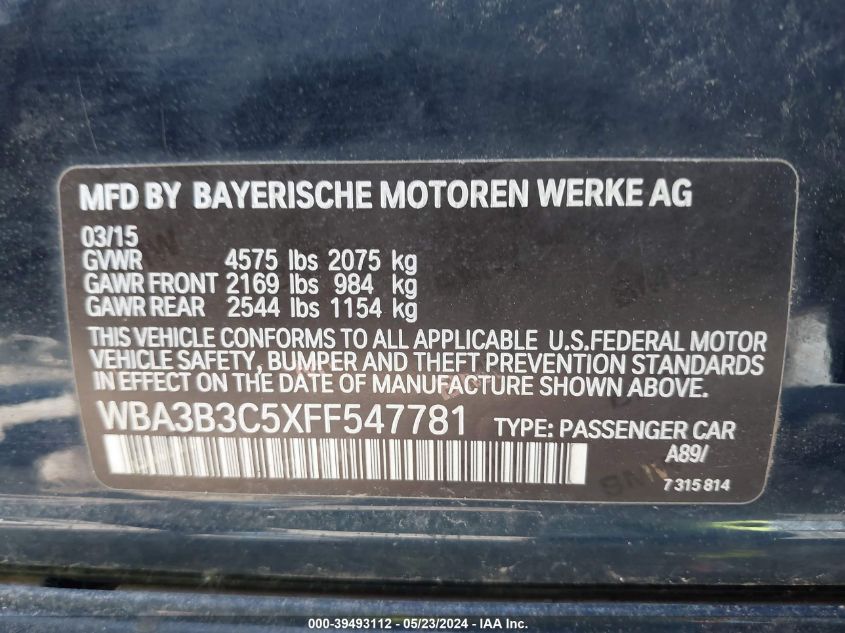 MFD BY BAYERISCHE MOTOREN WERKE AG
03/15
GVWR 4575 lbs 2075 kg
GAWR FRONT 2169 lbs 984 kg
GAWR REAR 2544 lbs 1154 kg
THIS VEHICLE CONFORMS TO ALL APPLICABLE U.S.FEDERAL MOTOR
VEHICLE SAFETY, BUMPER AND THEFT PREVENTION STANDARDS
IN EFFECT ON THE DATE OF MANUFACTURE SHOWN ABOVE.
WBA3B3C5XFF547781 TYPE: PASSENGER CAR
A89/
7 315 814
000-39493112 - 05/23/2024 - IAA Inc.